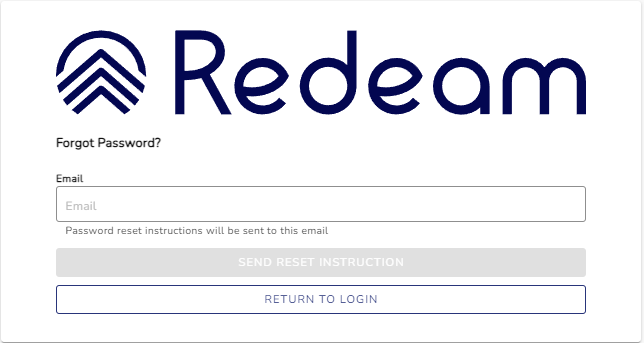 Redeam
Forgot Password?
Email
Email
Password reset instructions will be sent to this email
SEND RESET INSTRUCTION
RETURN TO LOGIN